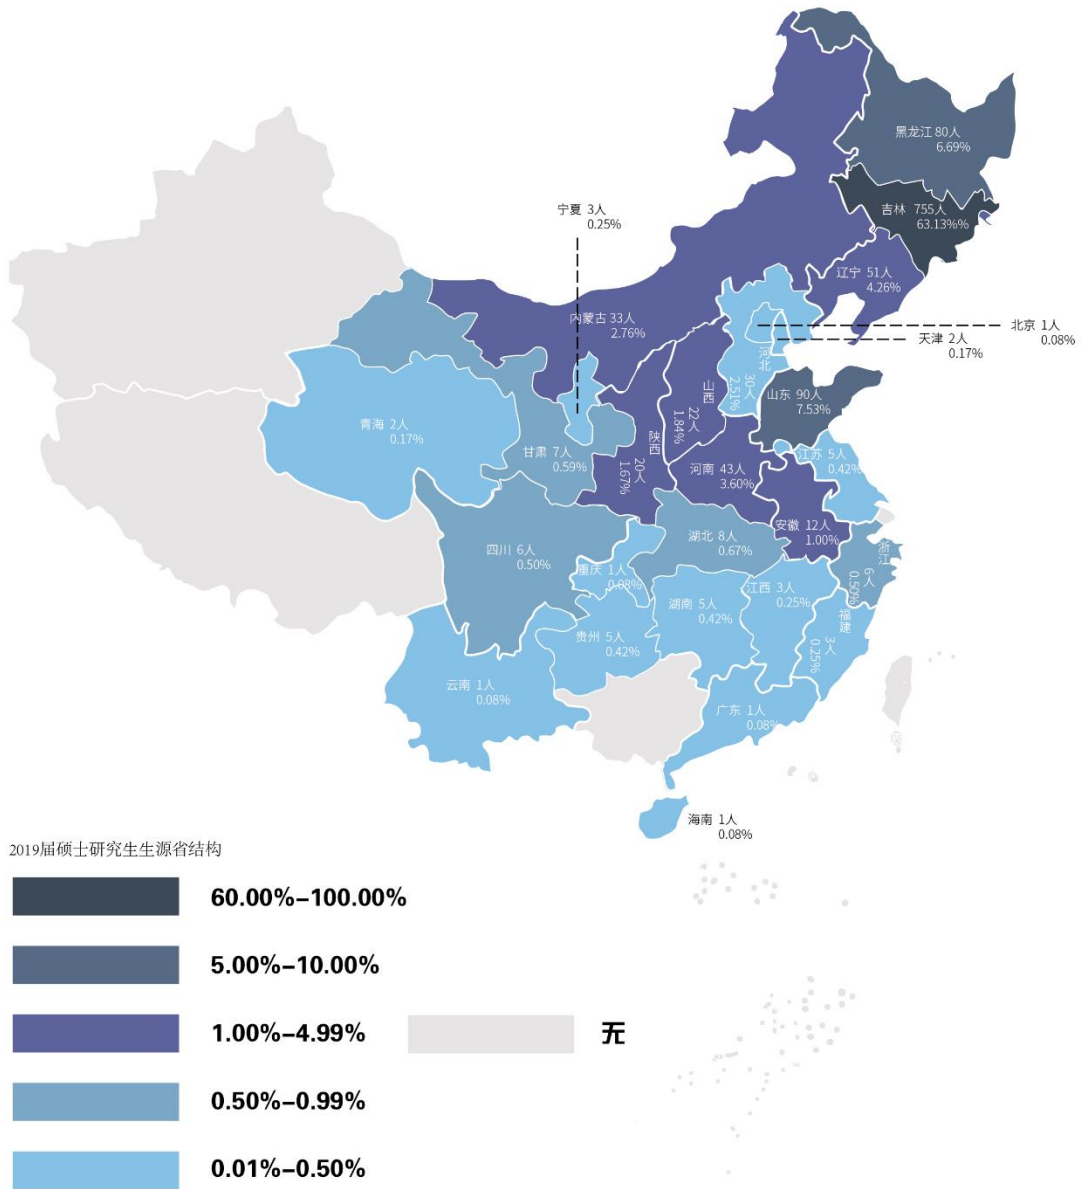 黑龙江 80人
6.69%
吉林 755人
63.13%%
宁夏 3人
0.25%
辽宁 51人
4.26%
内蒙古 33人
2.76%
北京 1人
0.08%
天津 2人
0.17%
河北
30人
2.51%
山西
22人
1.84%
山东 90人
7.53%
青海 2人
0.17%
甘肃 7人
0.59%
陕西
20人
1.67%
河南 43人
3.60%
江苏 5人
0.42%
安徽 12人
1.00%
四川 6人
0.50%
湖北 8人
0.67%
浙江
6人
0.50%
重庆 1人
0.08%
湖南 5人
0.42%
江西 3人
0.25%
贵州 5人
0.42%
福建
3人
0.25%
云南 1人
0.08%
广东 1人
0.08%
海南 1人
0.08%
2019届硕士研究生生源省结构
60.00%–100.00%
5.00%–10.00%
1.00%–4.99%
无
0.50%–0.99%
0.01%–0.50%